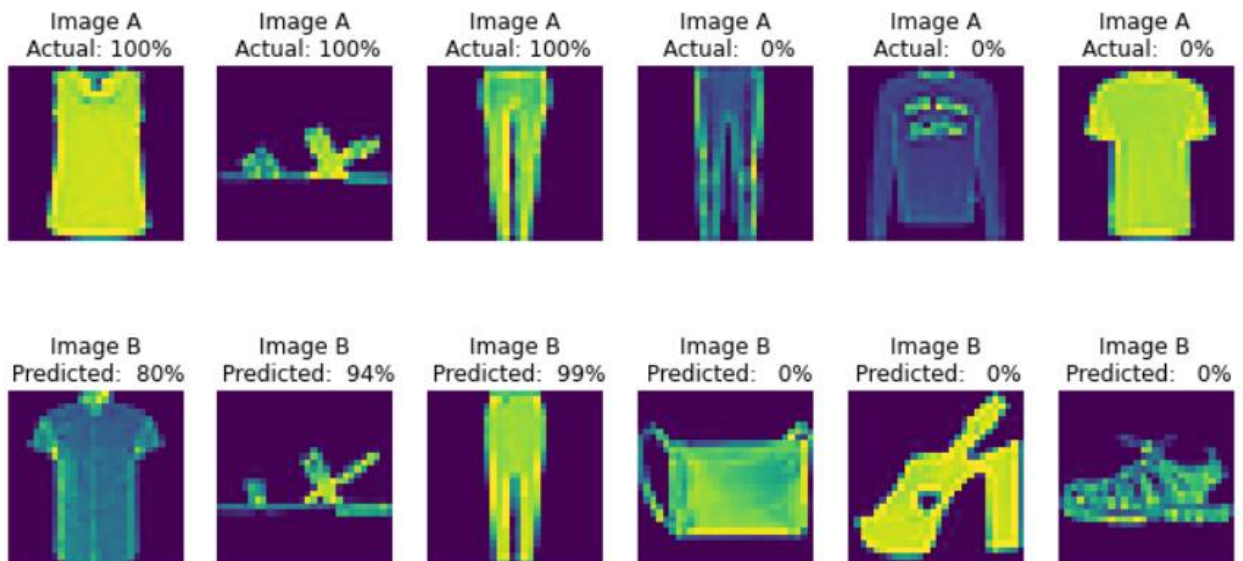 Image A Image A Image A Image A Image A Image A
Actual: 100% Actual: 100% Actual: 100% Actual: 0% Actual: 0% Actual: 0%
Image B Image B Image B Image B Image B Image B
Predicted: 80% Predicted: 94% Predicted: 99% Predicted: 0% Predicted: 0% Predicted: 0%